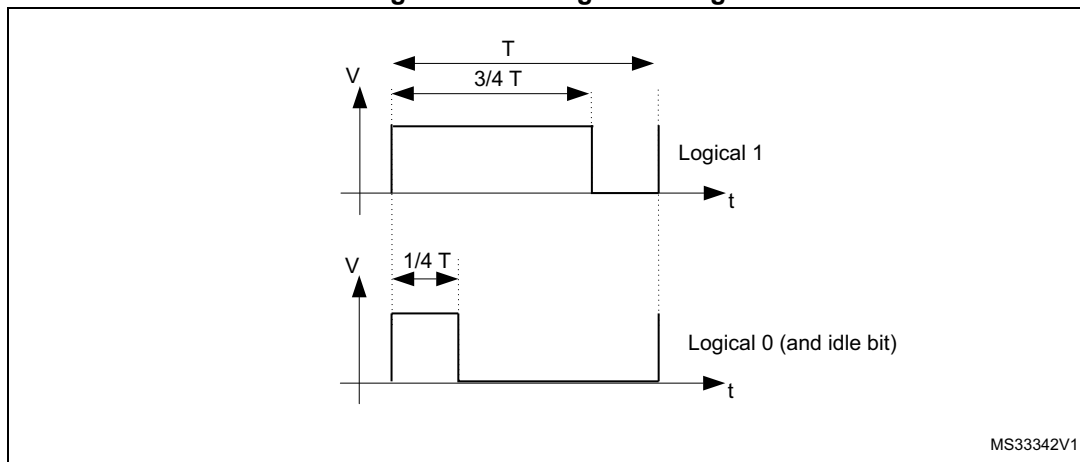 T
V
3/4 T
Logical 1
t
V
1/4 T
Logical 0 (and idle bit)
t
MS33342V1